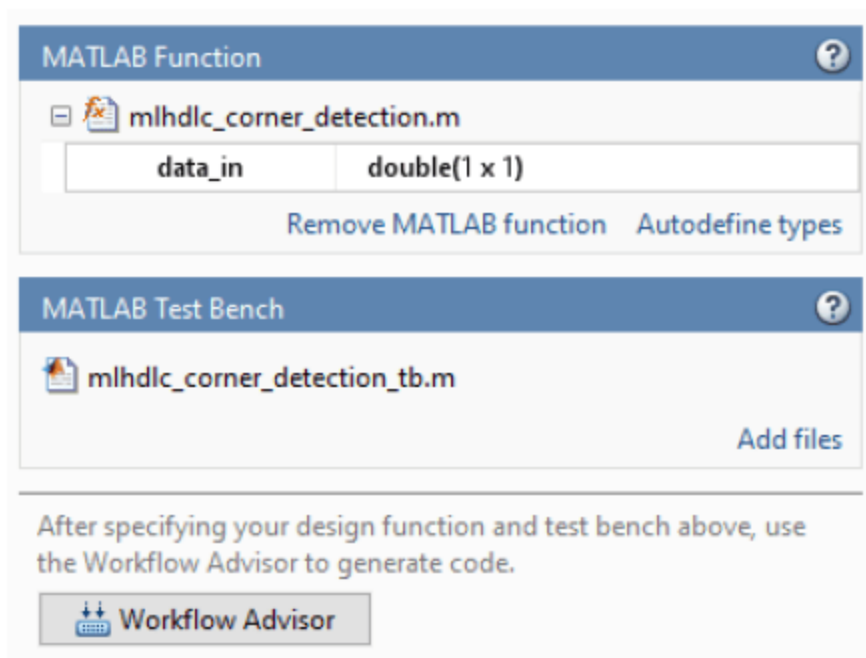 MATLAB Function
mlhdlc_corner_detection.m
data_in double(1 x 1)
Remove MATLAB function Autodefine types
MATLAB Test Bench
mlhdlc_corner_detection_tb.m
Add files
After specifying your design function and test bench above, use
the Workflow Advisor to generate code.
Workflow Advisor